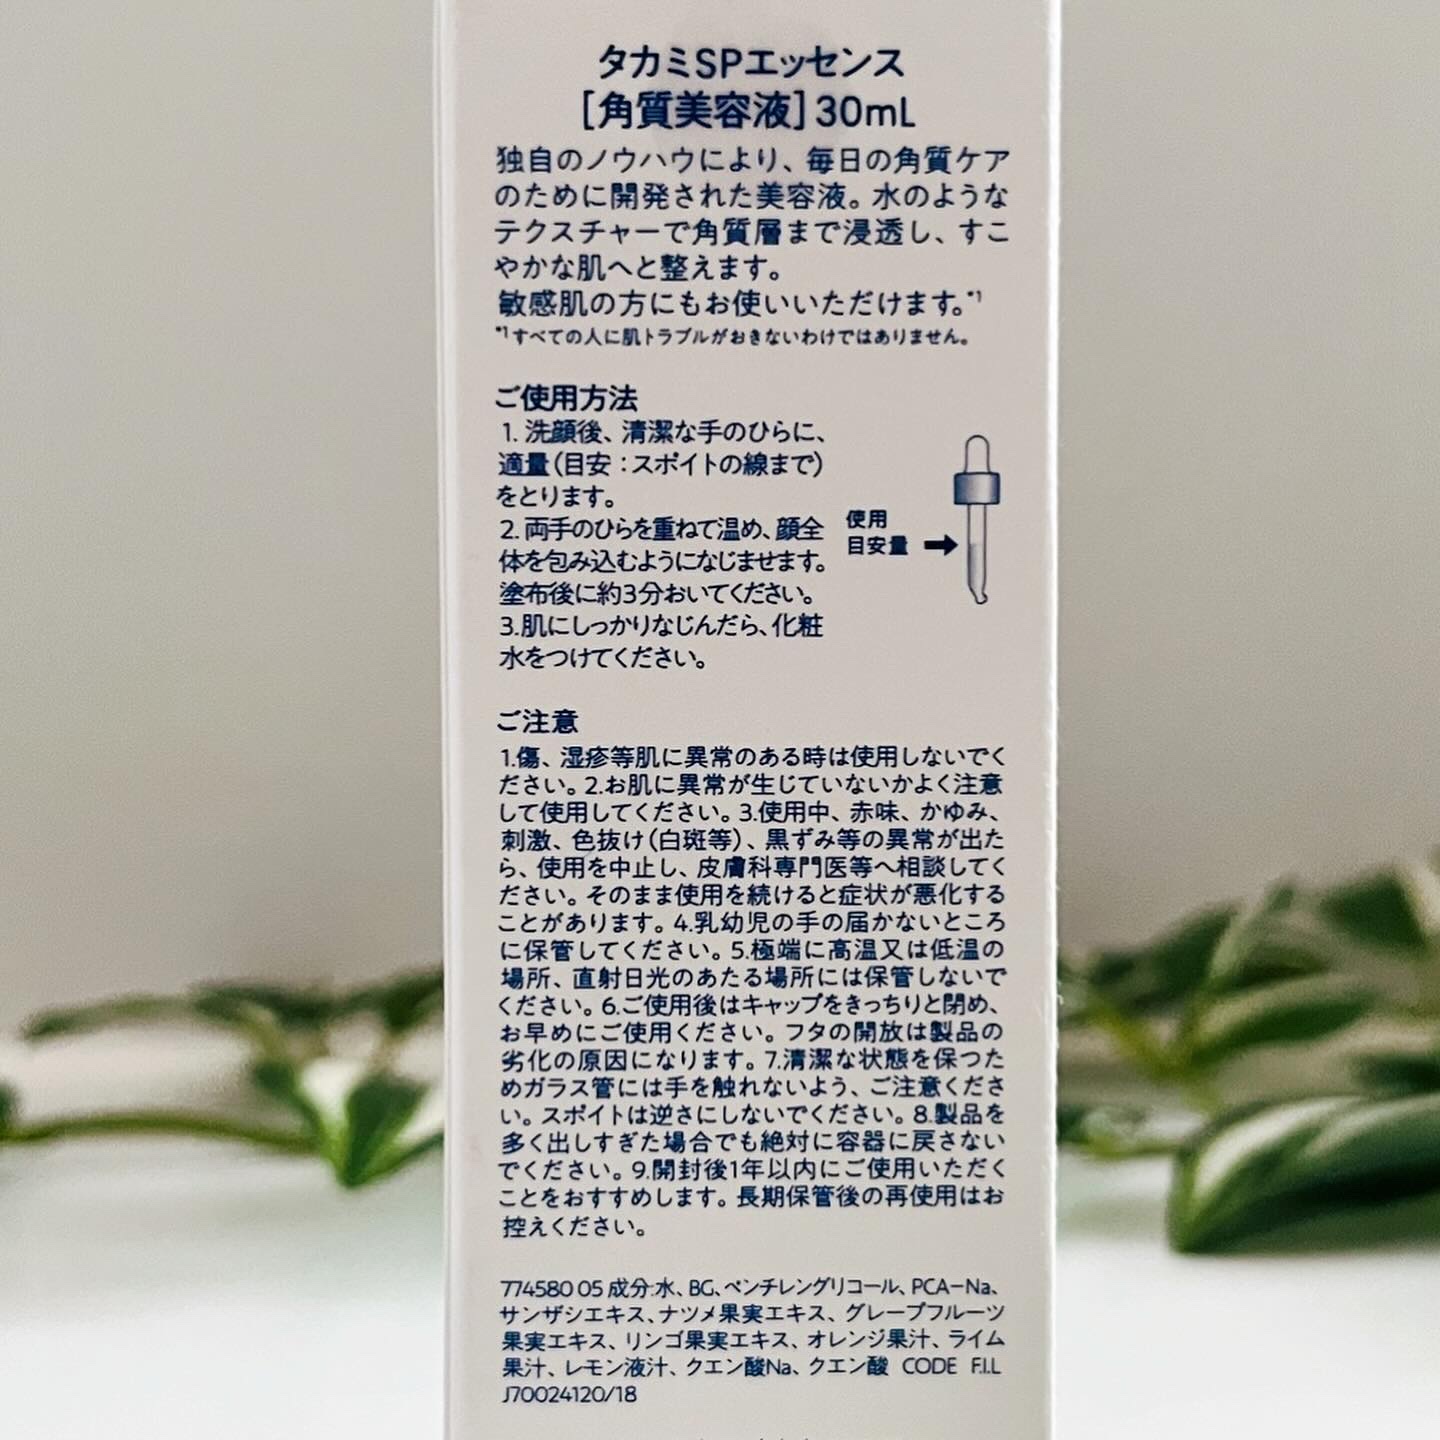 タカミSPエッセンス
[角質美容液]30mL
独自のノウハウにより、毎日の角質ケア
のために開発された美容液。水のような
テクスチャーで角質層まで浸透し、すこ
やかな肌へと整えます。
敏感肌の方にもお使いいただけます。*1
*1すべての人に肌トラブルがおきないわけではありません。
ご使用方法
1. 洗顔後、清潔な手のひらに、
適量(目安:スポイトの線まで)
をとります。
2. 両手のひらを重ねて温め、顔全
体を包み込むようになじませます。
塗布後に約3分おいてください。
3.肌にしっかりなじんだら、化粧
水をつけてください。
使用
目安量
ご注意
1.傷、湿疹等肌に異常のある時は使用しないでく
ださい。2.お肌に異常が生じていないかよく注意
して使用してください。3.使用中、赤味、かゆみ、
刺激、色抜け(白斑等)、黒ずみ等の異常が出た
ら、使用を中止し、皮膚科専門医等へ相談してく
ださい。そのまま使用を続けると症状が悪化する
ことがあります。4.乳幼児の手の届かないところ
に保管してください。5.極端に高温又は低温の
場所、直射日光のあたる場所には保管しないで
ください。6.ご使用後はキャップをきっちりと閉め、
お早めにご使用ください。フタの開放は製品の
劣化の原因になります。7.清潔な状態を保つた
めガラス管には手を触れないよう、ご注意くださ
い。スポイトは逆さにしないでください。8.製品を
多く出しすぎた場合でも絶対に容器に戻さない
でください。9.開封後1年以内にご使用いただく
ことをおすすめします。長期保管後の再使用はお
控えください。
774580 05 成分:水、BG、ペンチレングリコール、PCA-Na、
サンザシエキス、ナツメ果実エキス、グレープフルーツ
果実エキス、リンゴ果実エキス、オレンジ果汁、ライム
果汁、レモン液汁、クエン酸Na、クエン酸 CODE F.I.L
J70024120/18